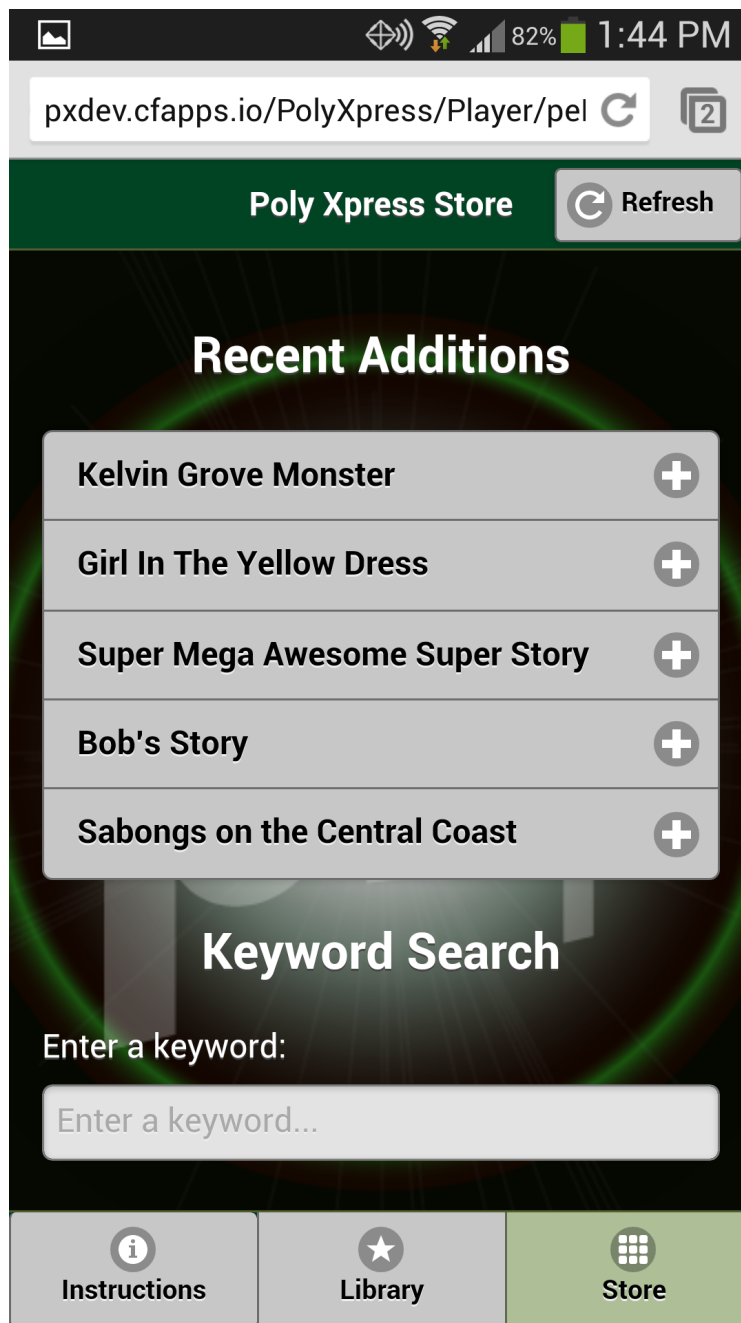 82% 1:44 PM
pxdev.cfapps.io/PolyXpress/Player/pel
2
Poly Xpress Store
Refresh
Recent Additions
Kelvin Grove Monster
Girl In The Yellow Dress
Super Mega Awesome Super Story
Bob's Story
Sabongs on the Central Coast
Keyword Search
Enter a keyword:
Enter a keyword...
Instructions Library Store